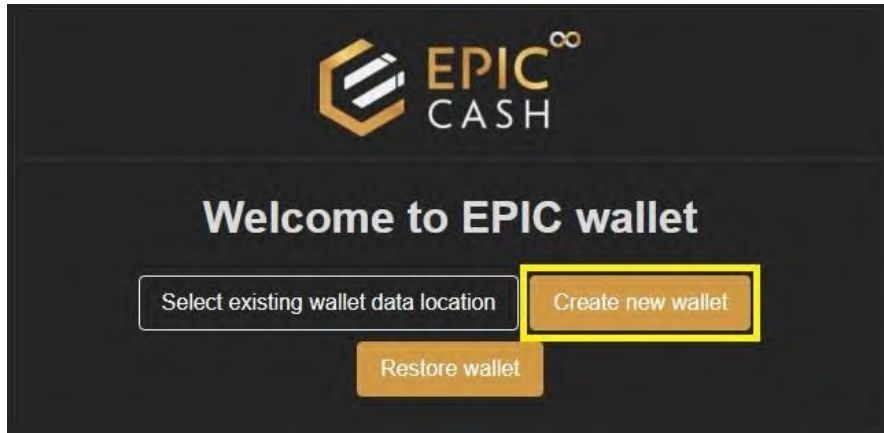 EPIC∞
CASH
Welcome to EPIC wallet
Select existing wallet data location
Create new wallet
Restore wallet